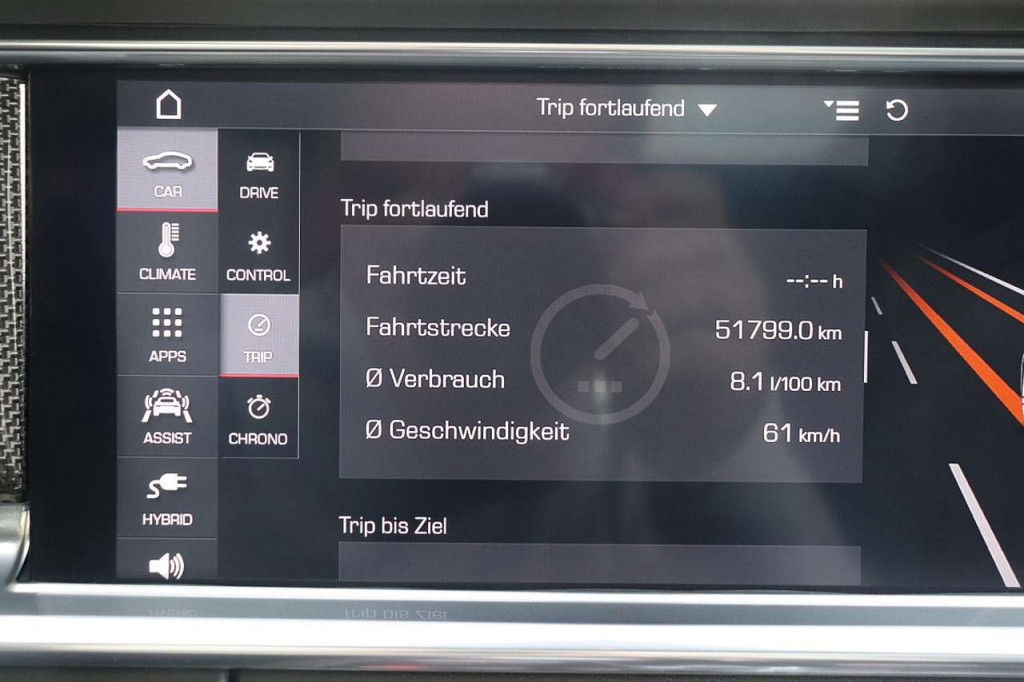 Trip fortlaufend
CAR
DRIVE
Trip fortlaufend
CLIMATE
CONTROL
Fahrtzeit --:-- h
Fahrtstrecke 51799.0 km
APPS
TRIP
Ø Verbrauch 8.1 l/100 km
ASSIST
CHRONO
Ø Geschwindigkeit 61 km/h
HYBRID
Trip bis Ziel